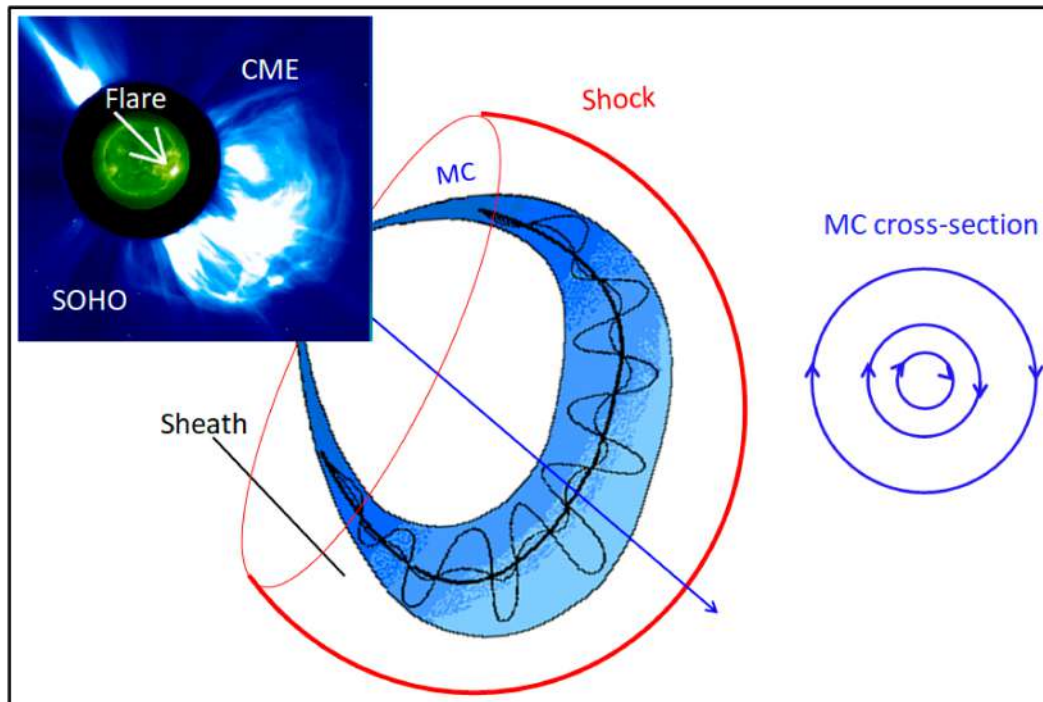 CME
Flare
SOHO
Shock
MC
Sheath
MC cross-section